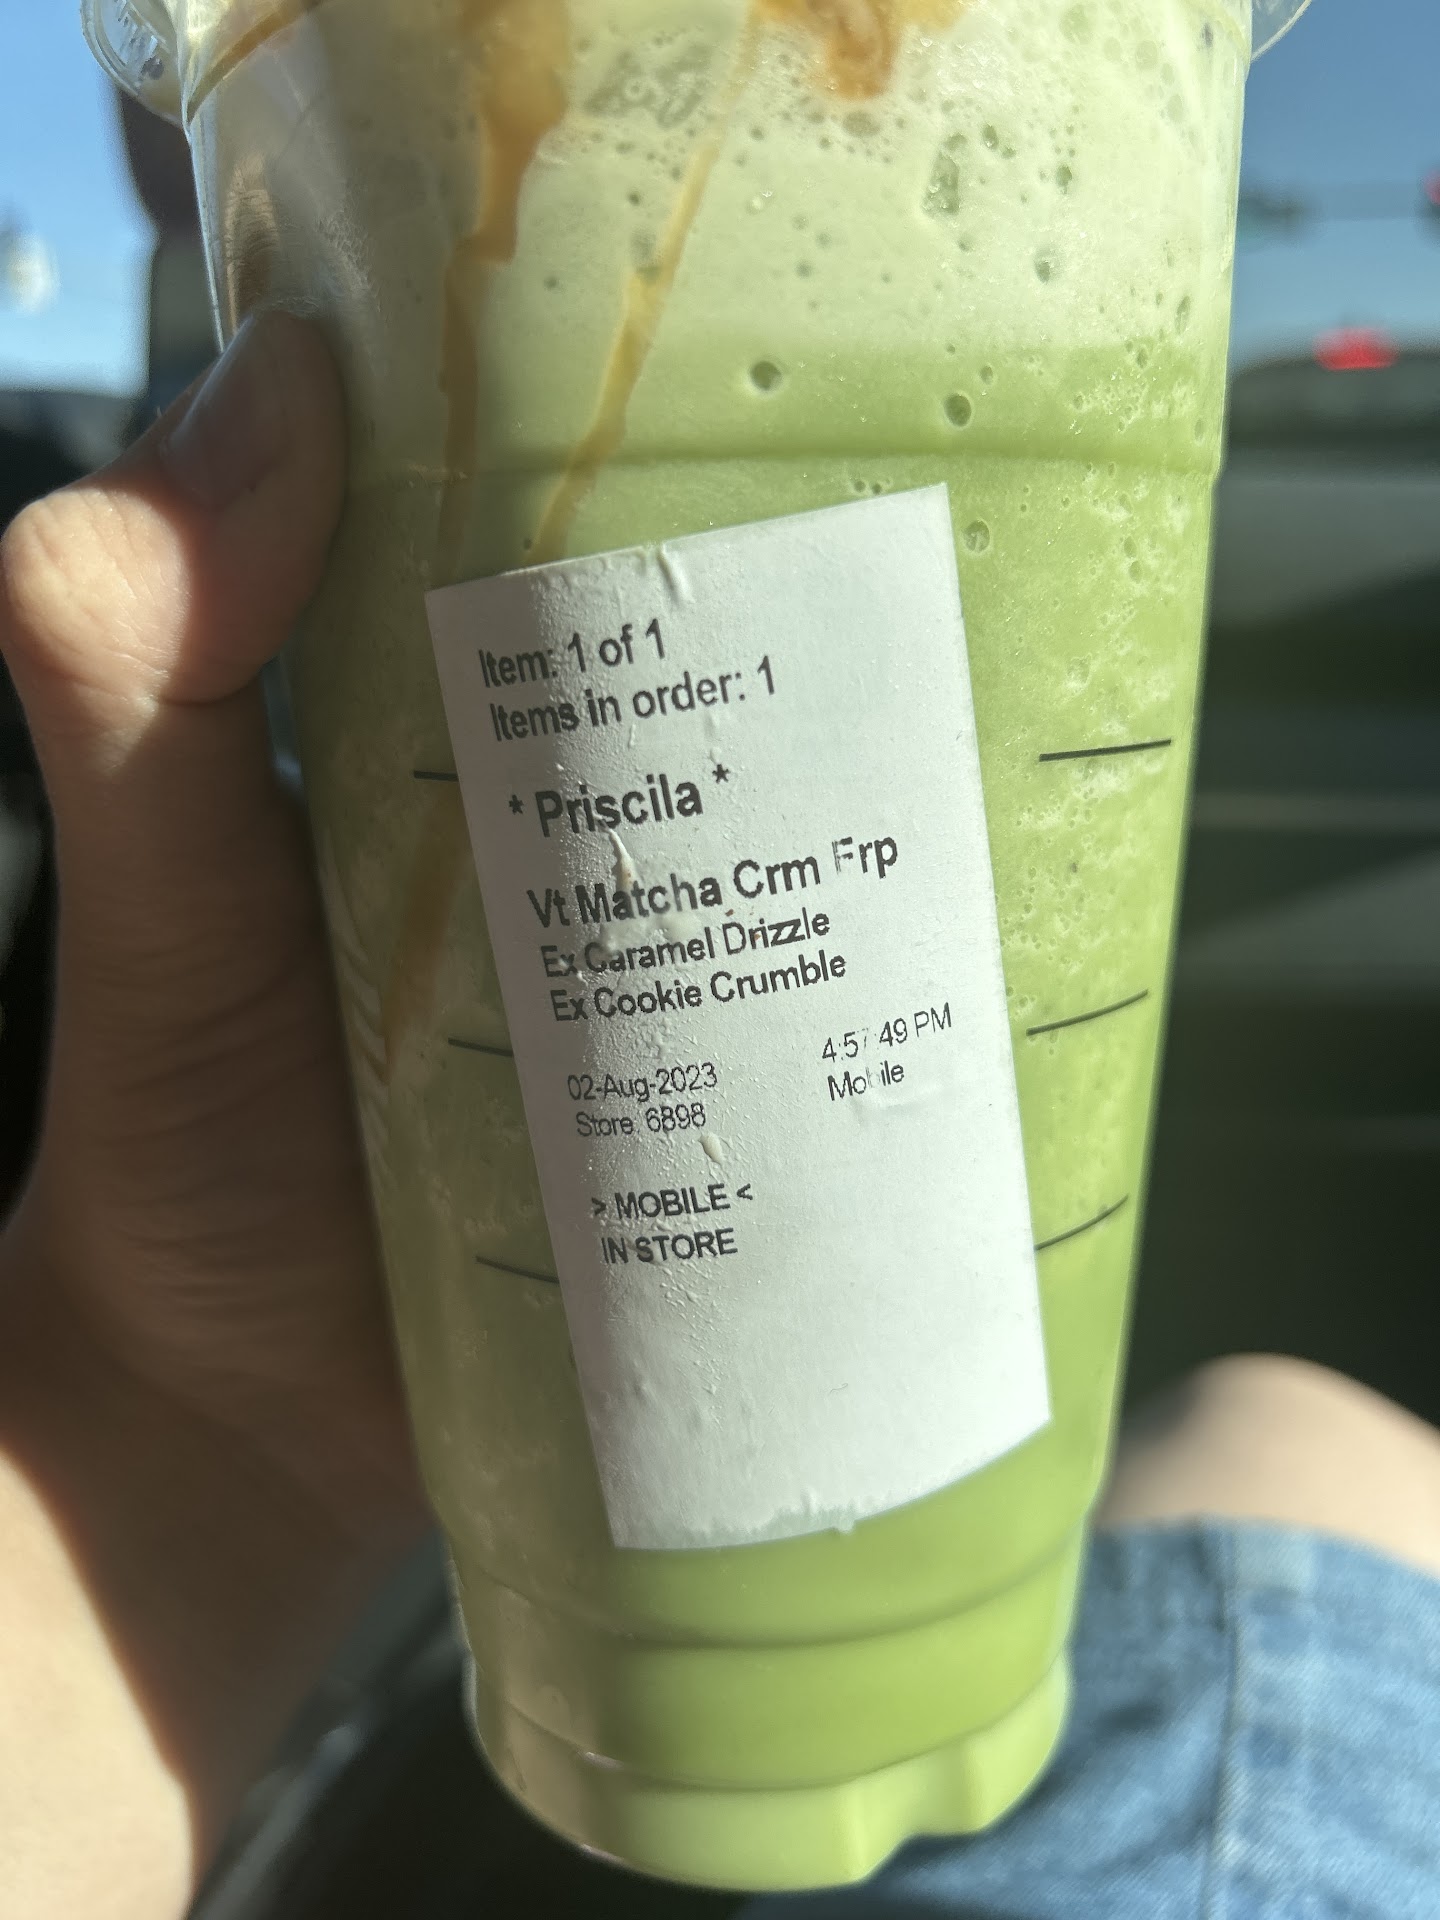 Item: 1 of 1
Items in order: 1
* Priscila *
Vt Matcha Crm Frp
Ex Caramel Drizzle
Ex Cookie Crumble
02-Aug-2023
4:57:49 PM
Store: 6898
Mobile
> MOBILE <
IN STORE